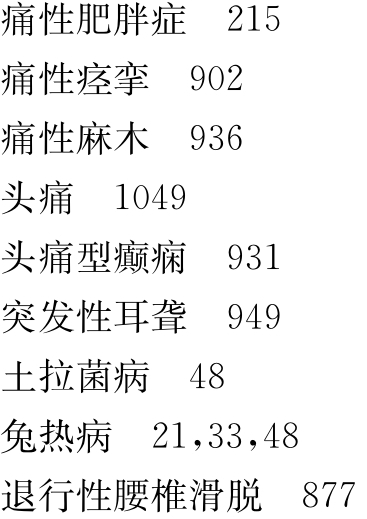 痛性肥胖症　215
痛性痉挛　902
痛性麻木　936
头痛　1049
头痛型癫痫　931
突发性耳聋　949
土拉菌病　48
兔热病　21,33,48
退行性腰椎滑脱　877